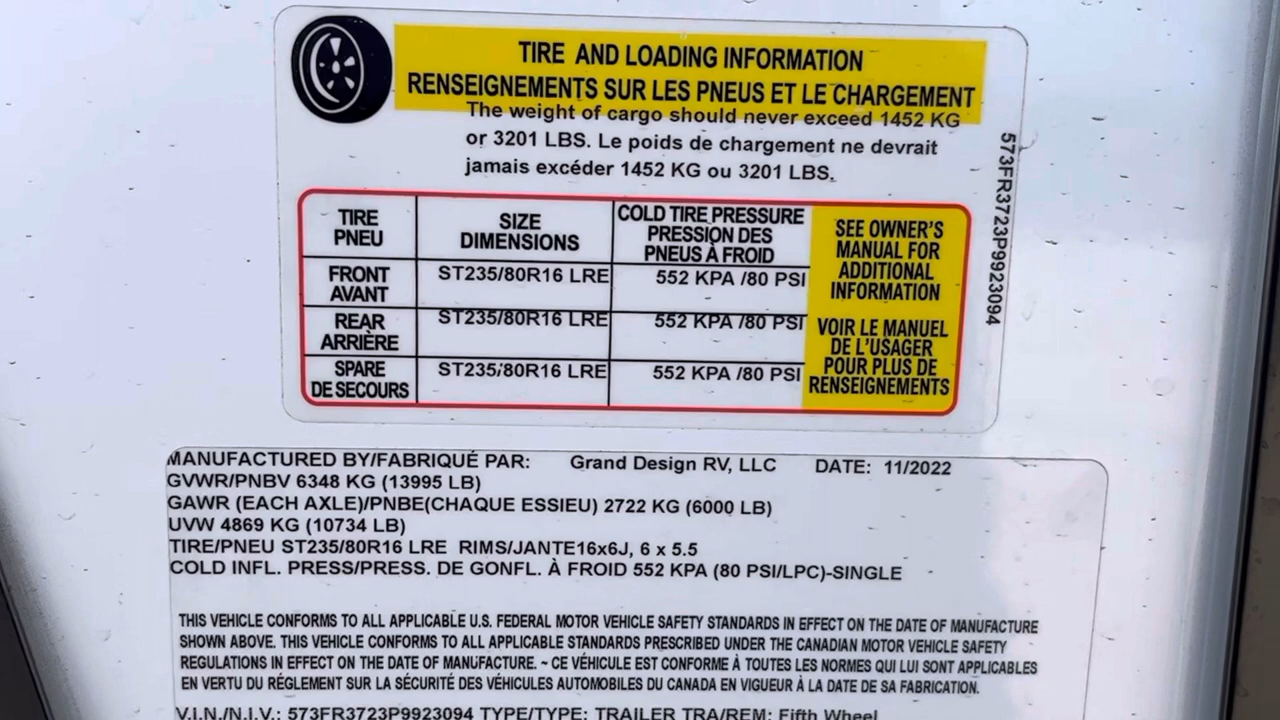 TIRE AND LOADING INFORMATION
RENSEIGNEMENTS SUR LES PNEUS ET LE CHARGEMENT
The weight of cargo should never exceed 1452 KG
or 3201 LBS. Le poids de chargement ne devrait
jamais excéder 1452 KG ou 3201 LBS.
573FR3723P9923094
TIRE
PNEU
SIZE
DIMENSIONS
COLD TIRE PRESSURE
PRESSION DES
PNEUS À FROID
FRONT
AVANT
ST235/80R16 LRE
552 KPA /80 PSI
REAR
ARRIÈRE
ST235/80R16 LRE
552 KPA /80 PSI
SPARE
DE SECOURS
ST235/80R16 LRE
552 KPA /80 PSI
SEE OWNER'S
MANUAL FOR
ADDITIONAL
INFORMATION
VOIR LE MANUEL
DE L'USAGER
POUR PLUS DE
RENSEIGNEMENTS
MANUFACTURED BY/FABRIQUÉ PAR: Grand Design RV, LLC DATE: 11/2022
GVWR/PNBV 6348 KG (13995 LB)
GAWR (EACH AXLE)/PNBE(CHAQUE ESSIEU) 2722 KG (6000 LB)
UVW 4869 KG (10734 LB)
TIRE/PNEU ST235/80R16 LRE RIMS/JANTE16x6J, 6 x 5.5
COLD INFL. PRESS/PRESS. DE GONFL. À FROID 552 KPA (80 PSI/LPC)-SINGLE
THIS VEHICLE CONFORMS TO ALL APPLICABLE U.S. FEDERAL MOTOR VEHICLE SAFETY STANDARDS IN EFFECT ON THE DATE OF MANUFACTURE
SHOWN ABOVE. THIS VEHICLE CONFORMS TO ALL APPLICABLE STANDARDS PRESCRIBED UNDER THE CANADIAN MOTOR VEHICLE SAFETY
REGULATIONS IN EFFECT ON THE DATE OF MANUFACTURE. ~ CE VÉHICULE EST CONFORME À TOUTES LES NORMES QUI LUI SONT APPLICABLES
EN VERTU DU RÉGLEMENT SUR LA SÉCURITÉ DES VÉHICULES AUTOMOBILES DU CANADA EN VIGUEUR À LA DATE DE SA FABRICATION.
V.I.N./N.I.V.: 573FR3723P9923094 TYPE/TYPE: TRAILER TRA/REM: Fifth Wheel